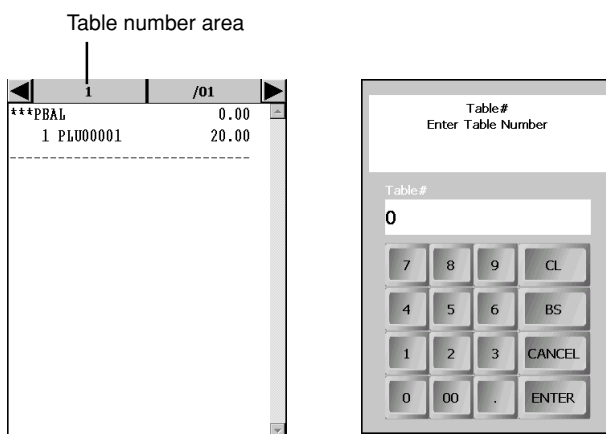 Table number area
1 /01
***PBAL 0.00
1 PLU00001 20.00
Table#
Enter Table Number
Table#
0
7 8 9 CL
4 5 6 BS
1 2 3 CANCEL
0 00 . ENTER